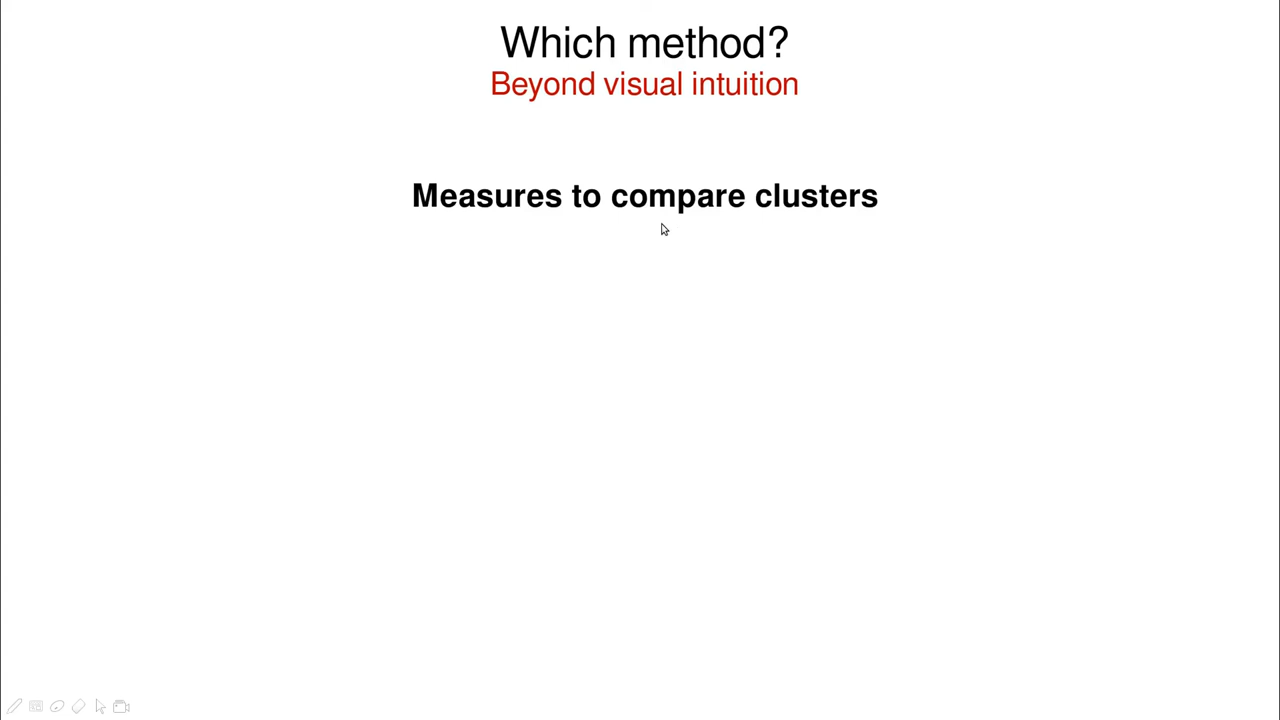 Which method?
Beyond visual intuition
Measures to compare clusters